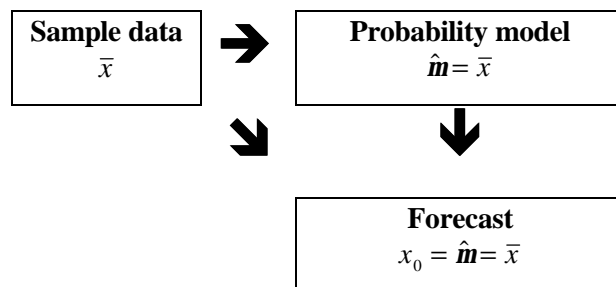 Sample data
x̄
Probability model
m̂ = x̄
Forecast
x₀ = m̂ = x̄